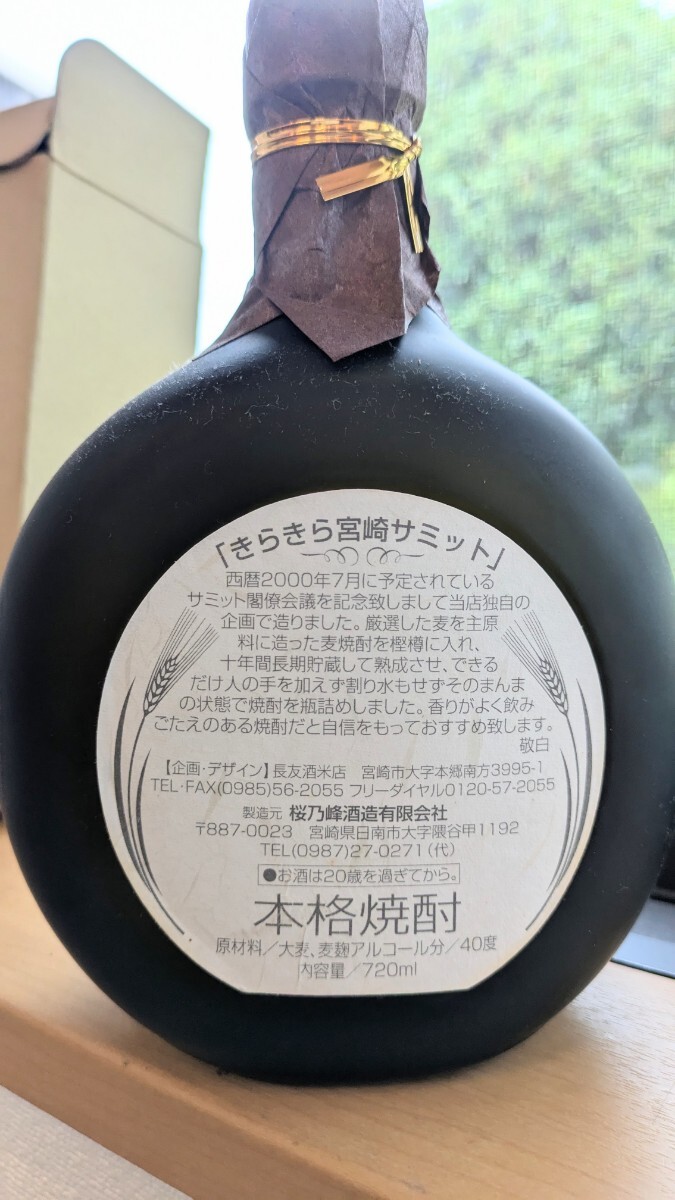 「きらきら宮崎サミット」
西暦2000年7月に予定されている
サミット閣僚会議を記念致しまして当店独自の
企画で造りました。厳選した麦を主原
料に造った麦焼酎を樫樽に入れ、
十年間長期貯蔵して熟成させ、できる
だけ人の手を加えず割り水もせずそのまんま
の状態で焼酎を瓶詰めしました。香りがよく飲み
ごたえのある焼酎だと自信をもっておすすめ致します。
敬白
【企画・デザイン】長友酒米店 宮崎市大字本郷南方3995-1
TEL・FAX(0985)56-2055 フリーダイヤル0120-57-2055
製造元 桜乃峰酒造有限会社
〒887-0023 宮崎県日南市大字隈谷甲1192
TEL(0987)27-0271(代)
●お酒は20歳を過ぎてから。
本格焼酎
原材料／大麦、麦麹アルコール分／40度
内容量／720ml